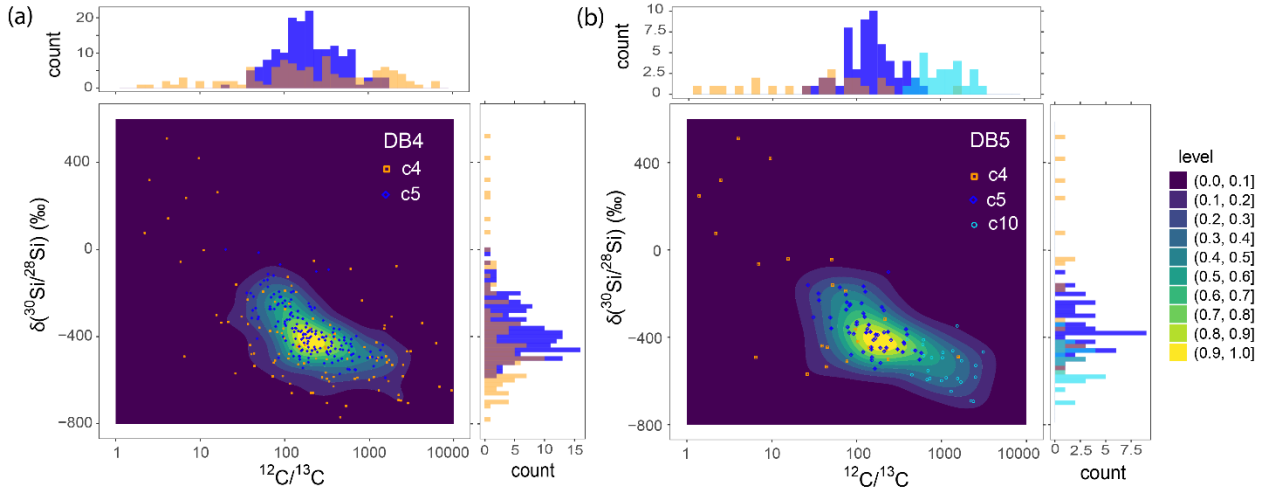 (a)
20
10
0
count
400
0
−400
−800
δ(³⁰Si/²⁸Si) (‰)
DB4
c4
c5
1
10
100
1000
10000
¹²C/¹³C
0
5
10
15
count
(b)
10
7.5
5
2.5
0
count
400
0
−400
−800
δ(³⁰Si/²⁸Si) (‰)
DB5
c4
c5
c10
1
10
100
1000
10000
¹²C/¹³C
0
2.5
5
7.5
count
level
(0.0, 0.1]
(0.1, 0.2]
(0.2, 0.3]
(0.3, 0.4]
(0.4, 0.5]
(0.5, 0.6]
(0.6, 0.7]
(0.7, 0.8]
(0.8, 0.9]
(0.9, 1.0]